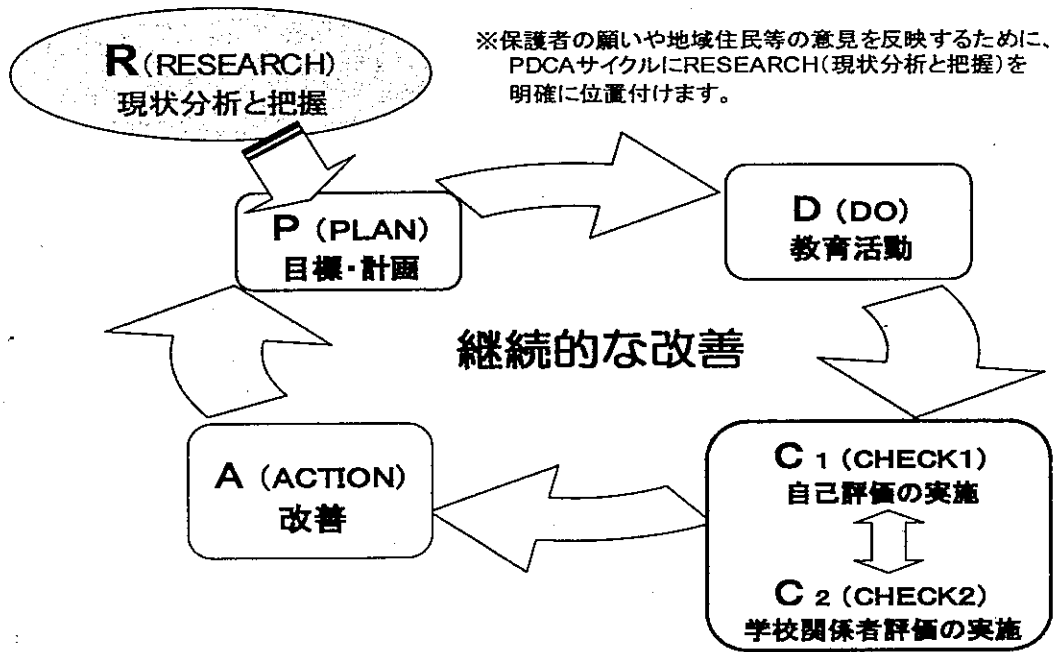 R(RESEARCH)
現状分析と把握
※保護者の願いや地域住民等の意見を反映するために、
PDCAサイクルにRESEARCH(現状分析と把握)を
明確に位置付けます。
P (PLAN)
目標・計画
D (DO)
教育活動
継続的な改善
C 1 (CHECK1)
自己評価の実施
C 2 (CHECK2)
学校関係者評価の実施
A (ACTION)
改善